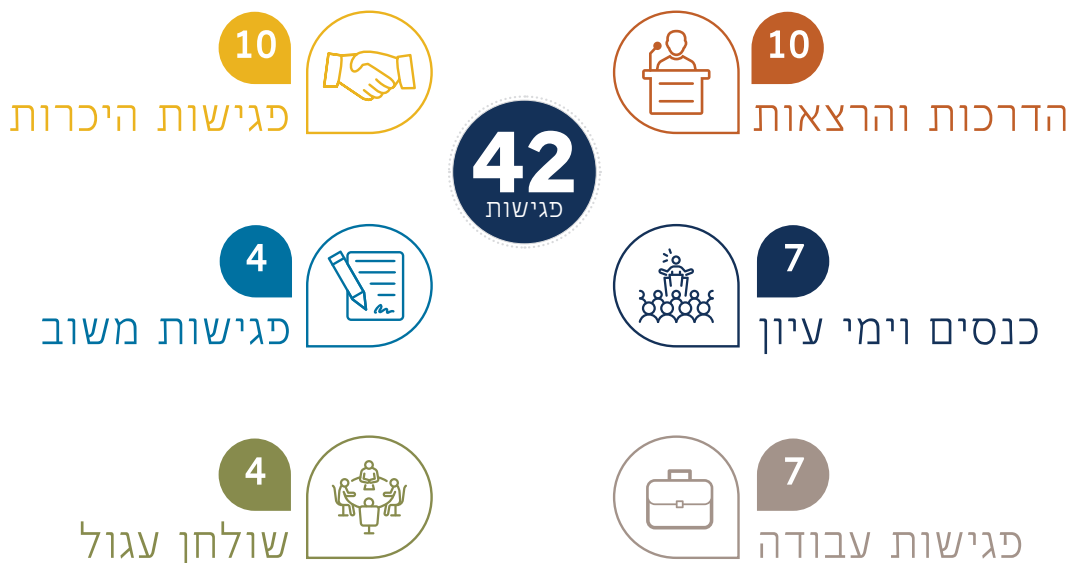 42
פגישות
10
הדרכות והרצאות
10
פגישות היכרות
7
כנסים וימי עיון
4
פגישות משוב
7
פגישות עבודה
4
שולחן עגול